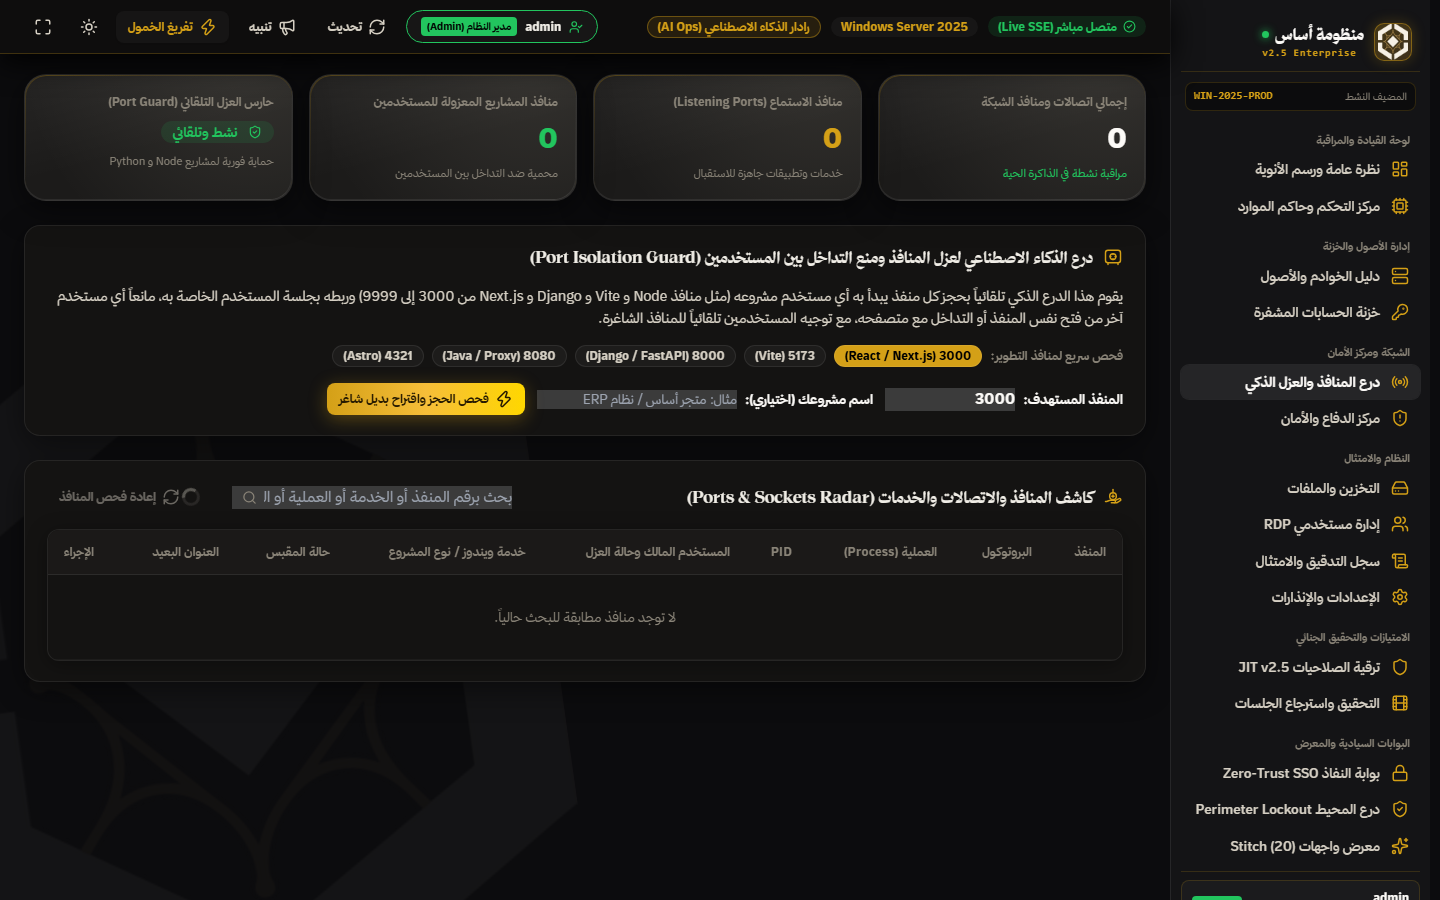 منظومة أساس
v2.5 Enterprise
المضيف النشط
WIN-2025-PROD
لوحة القيادة والمراقبة
نظرة عامة ورسم الأنوية
مركز التحكم وحاكم الموارد
إدارة الأصول والخزنة
دليل الخوادم والأصول
خزنة الحسابات المشفرة
الشبكة ومركز الأمان
درع المنافذ والعزل الذكي
مركز الدفاع والأمان
النظام والامتثال
التخزين والملفات
إدارة مستخدمي RDP
سجل التدقيق والامتثال
الإعدادات والإنذارات
الامتيازات والتحقيق الجنائي
ترقية الصلاحيات JIT v2.5
التحقيق واسترجاع الجلسات
البوابات السيادية والمعرض
بوابة النفاذ Zero-Trust SSO
درع المحيط Perimeter Lockout
معرض واجهات Stitch (20)
admin
متصل مباشر (Live SSE)
Windows Server 2025
رادار الذكاء الاصطناعي (AI Ops)
admin مدير النظام (Admin)
تحديث
تنبيه
تفريغ الخمول
إجمالي اتصالات ومنافذ الشبكة
0
مراقبة نشطة في الذاكرة الحية
منافذ الاستماع (Listening Ports)
0
خدمات وتطبيقات جاهزة للاستقبال
منافذ المشاريع المعزولة للمستخدمين
0
محمية ضد التداخل بين المستخدمين
حارس العزل التلقائي (Port Guard)
نشط وتلقائي
حماية فورية لمشاريع Node و Python
درع الذكاء الاصطناعي لعزل المنافذ ومنع التداخل بين المستخدمين (Port Isolation Guard)
يقوم هذا الدرع الذكي تلقائياً بحجز كل منفذ يبدأ به أي مستخدم مشروعه (مثل منافذ Node و Vite و Django و Next.js من 3000 إلى 9999) وربطه بجلسة المستخدم الخاصة به، مانعاً أي مستخدم
آخر من فتح نفس المنفذ أو التداخل مع متصفحه، مع توجيه المستخدمين تلقائياً للمنافذ الشاغرة.
فحص سريع لمنافذ التطوير:
3000 (React / Next.js)
5173 (Vite)
8000 (Django / FastAPI)
8080 (Java / Proxy)
4321 (Astro)
المنفذ المستهدف: 3000
اسم مشروعك (اختياري): مثال: متجر أساس / نظام ERP
فحص الحجز واقتراح بديل شاغر
كاشف المنافذ والاتصالات والخدمات (Ports & Sockets Radar)
بحث برقم المنفذ أو الخدمة أو العملية أو ال
إعادة فحص المنافذ
المنفذ
البروتوكول
العملية (Process)
PID
المستخدم المالك وحالة العزل
خدمة ويندوز / نوع المشروع
حالة المقبس
العنوان البعيد
الإجراء
لا توجد منافذ مطابقة للبحث حالياً.